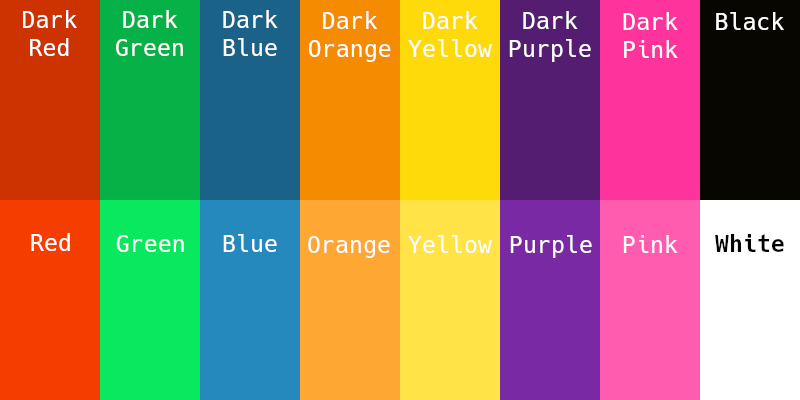 Dark
Red
Dark
Green
Dark
Blue
Dark
Orange
Dark
Yellow
Dark
Purple
Dark
Pink
Black
Red
Green
Blue
Orange
Yellow
Purple
Pink
White